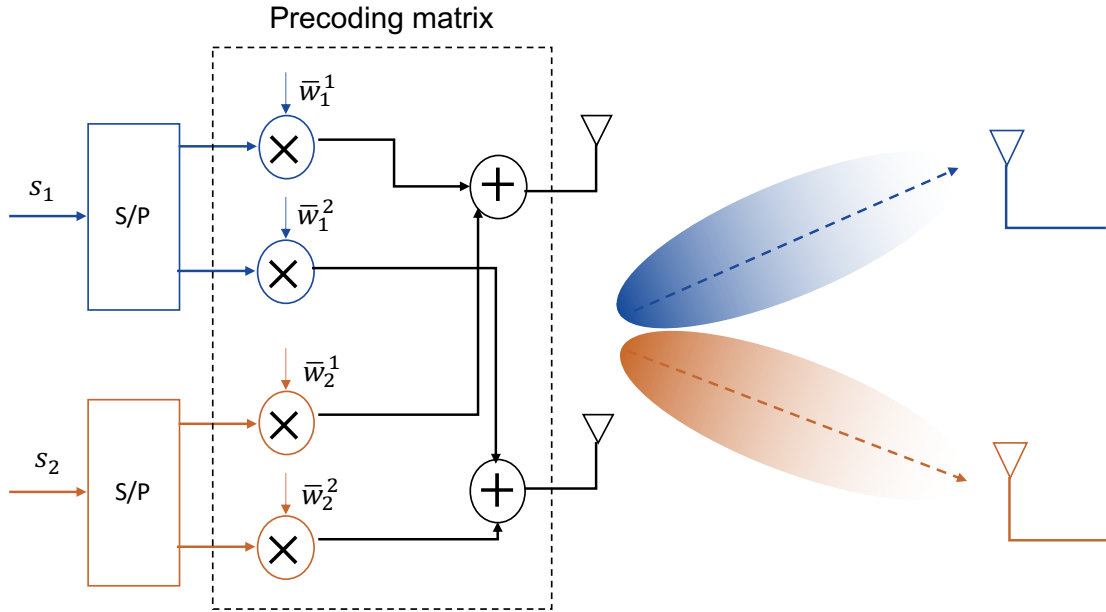 Precoding matrix
w̅₁¹
s₁
S/P
w̅₁²
w̅₂¹
s₂
S/P
w̅₂²